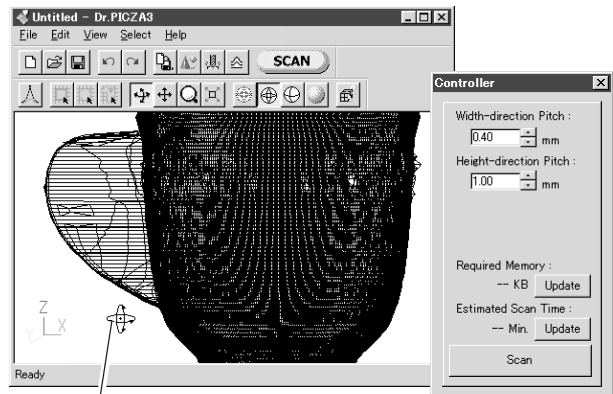 Untitled - Dr.PICZA3
File Edit View Select Help
SCAN
Z
Y X
Ready
Controller
Width-direction Pitch :
0.40 mm
Height-direction Pitch :
1.00 mm
Required Memory :
-- KB Update
Estimated Scan Time :
-- Min. Update
Scan